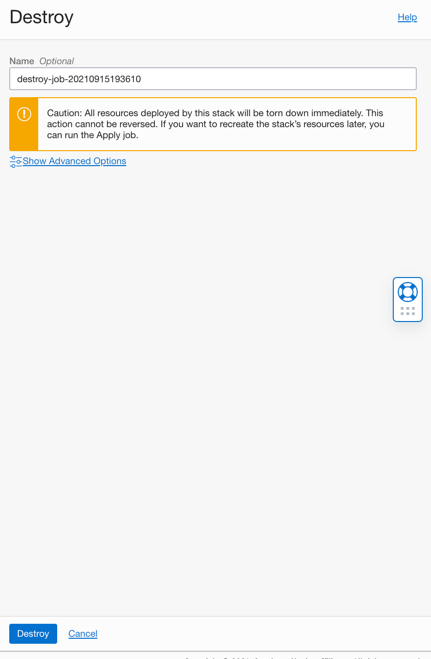 Destroy
Help
Name Optional
destroy-job-20210915193610
Caution: All resources deployed by this stack will be torn down immediately. This
action cannot be reversed. If you want to recreate the stack’s resources later, you
can run the Apply job.
Show Advanced Options
Destroy
Cancel